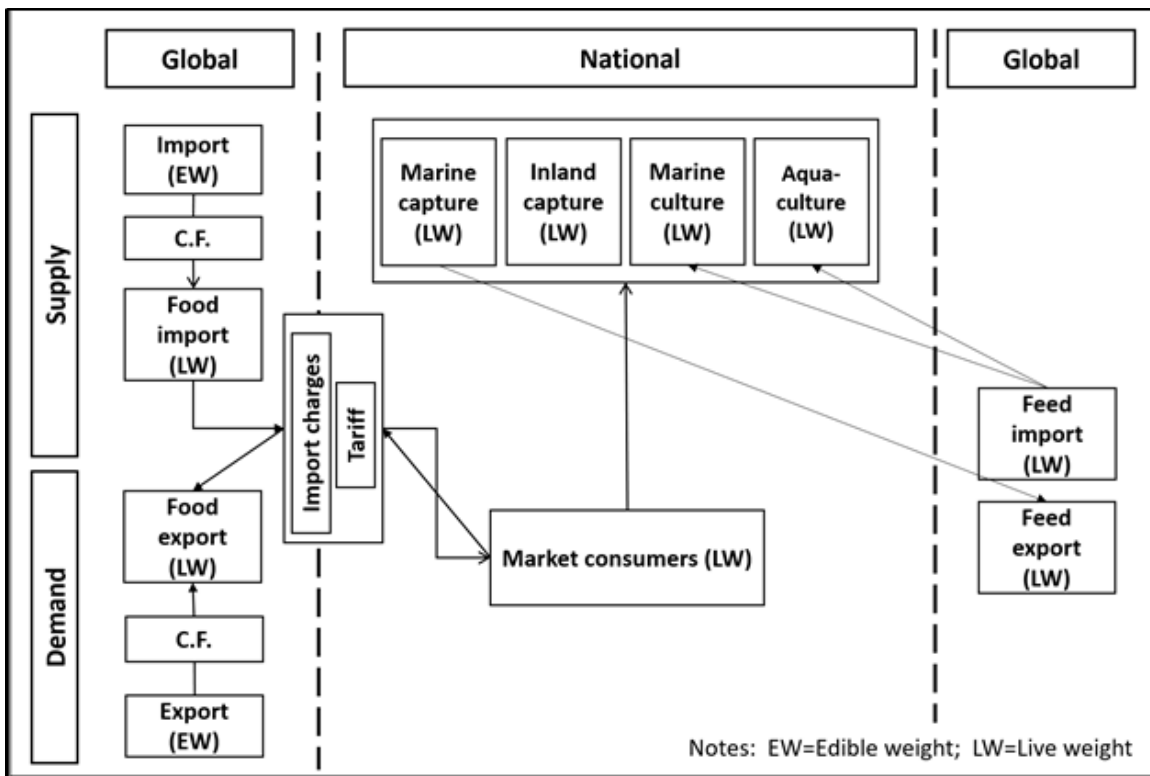 Global
National
Global
Supply
Import
(EW)
C.F.
Food
import
(LW)
Marine
capture
(LW)
Inland
capture
(LW)
Marine
culture
(LW)
Aqua-
culture
(LW)
Import charges
Tariff
Feed
import
(LW)
Demand
Food
export
(LW)
C.F.
Export
(EW)
Market consumers (LW)
Feed
export
(LW)
Notes: EW=Edible weight; LW=Live weight